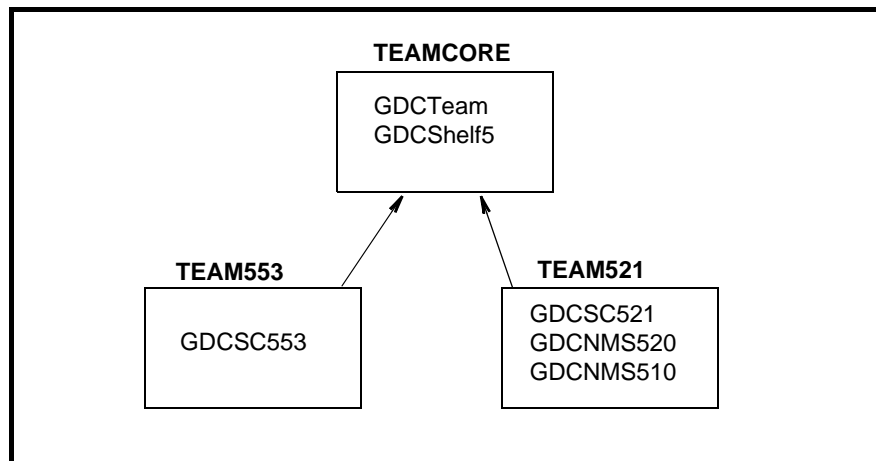 TEAMCORE
GDCTeam
GDCShelf5
TEAM553
GDCSC553
TEAM521
GDCSC521
GDCNMS520
GDCNMS510